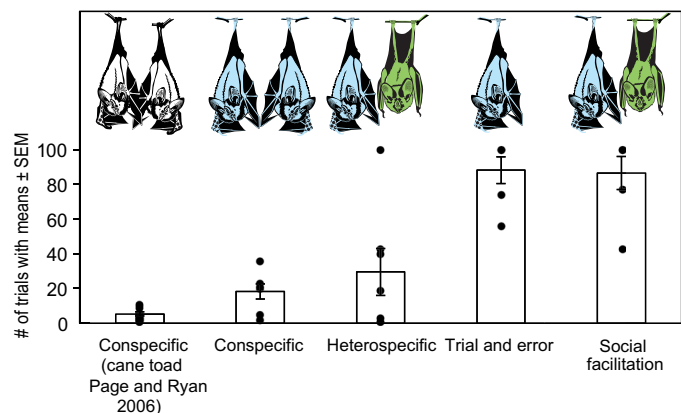 # of trials with means ± SEM
100
80
60
40
20
0
Conspecific
(cane toad
Page and Ryan
2006)
Conspecific
Heterospecific
Trial and error
Social
facilitation